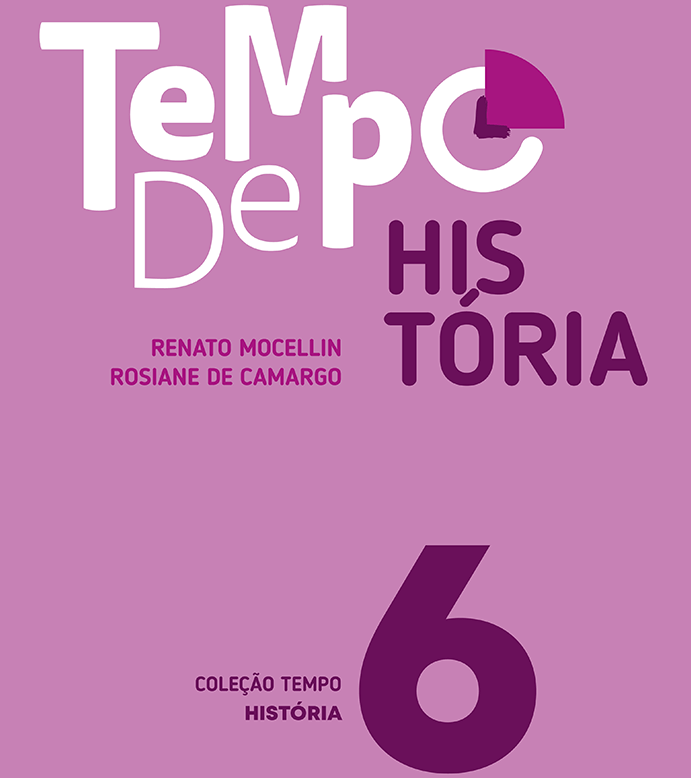 TeMpo
De
HIS
TÓRIA
RENATO MOCELLIN
ROSIANE DE CAMARGO
COLEÇÃO TEMPO
HISTÓRIA
6